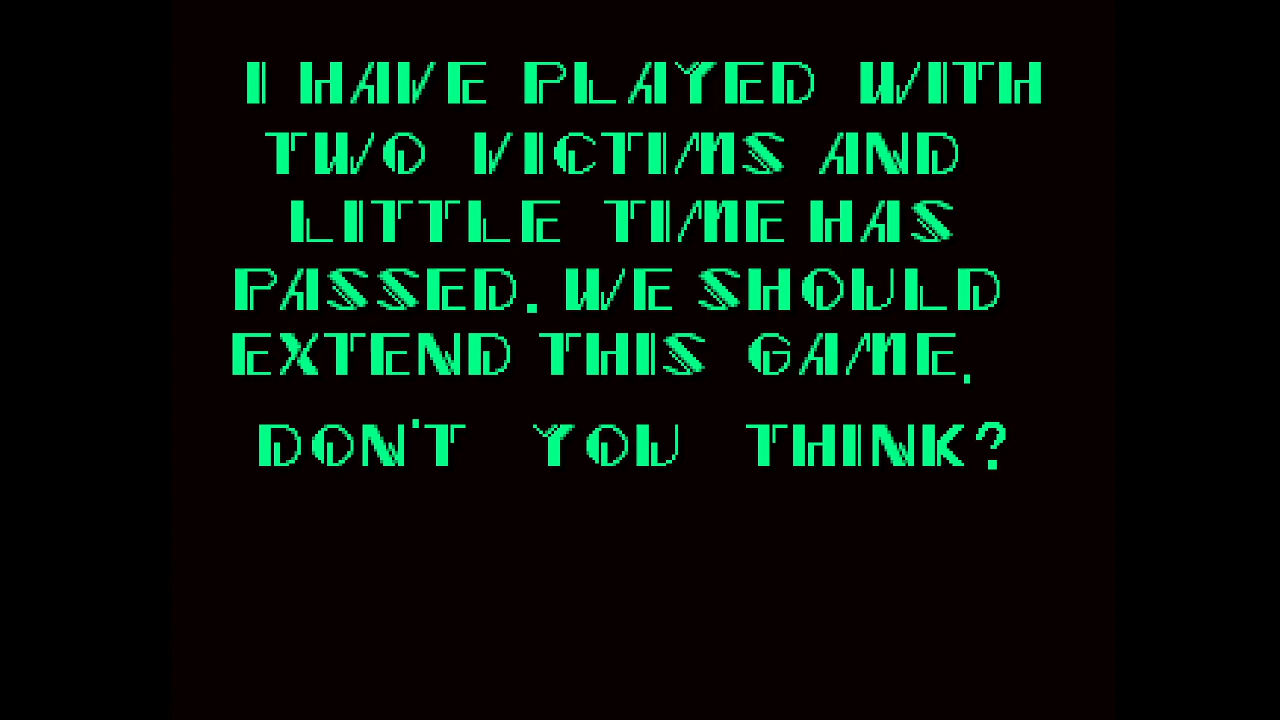 I HAVE PLAYED WITH
TWO VICTIMS AND
LITTLE TIME HAS
PASSED. WE SHOULD
EXTEND THIS GAME.
DON'T YOU THINK?